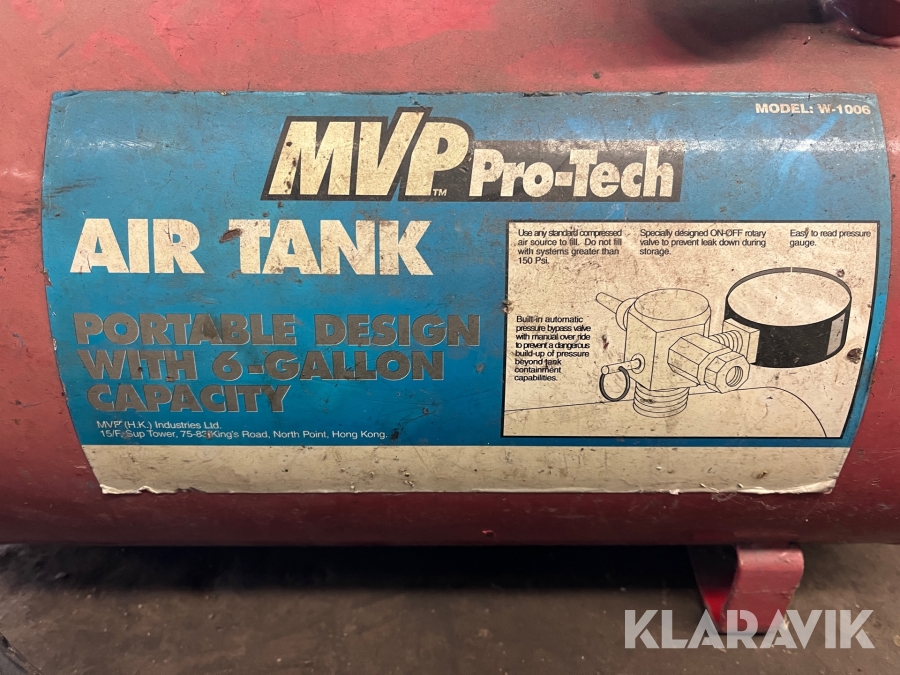 MODEL: W-1006
MVP™ Pro-Tech
AIR TANK
PORTABLE DESIGN
WITH 6-GALLON
CAPACITY
MVP (H.K.) Industries Ltd.
15/F Sup Tower, 75-83 King's Road, North Point, Hong Kong.
Use any standard compressed
air source to fill. Do not fill
with systems greater than
150 Psi.
Specially designed ON-OFF rotary
valve to prevent leak down during
storage.
Easy to read pressure
gauge.
Built-in automatic
pressure bypass valve
with manual over ride
to prevent a dangerous
build-up of pressure
beyond tank
containment
capabilities.
KLARAVIK